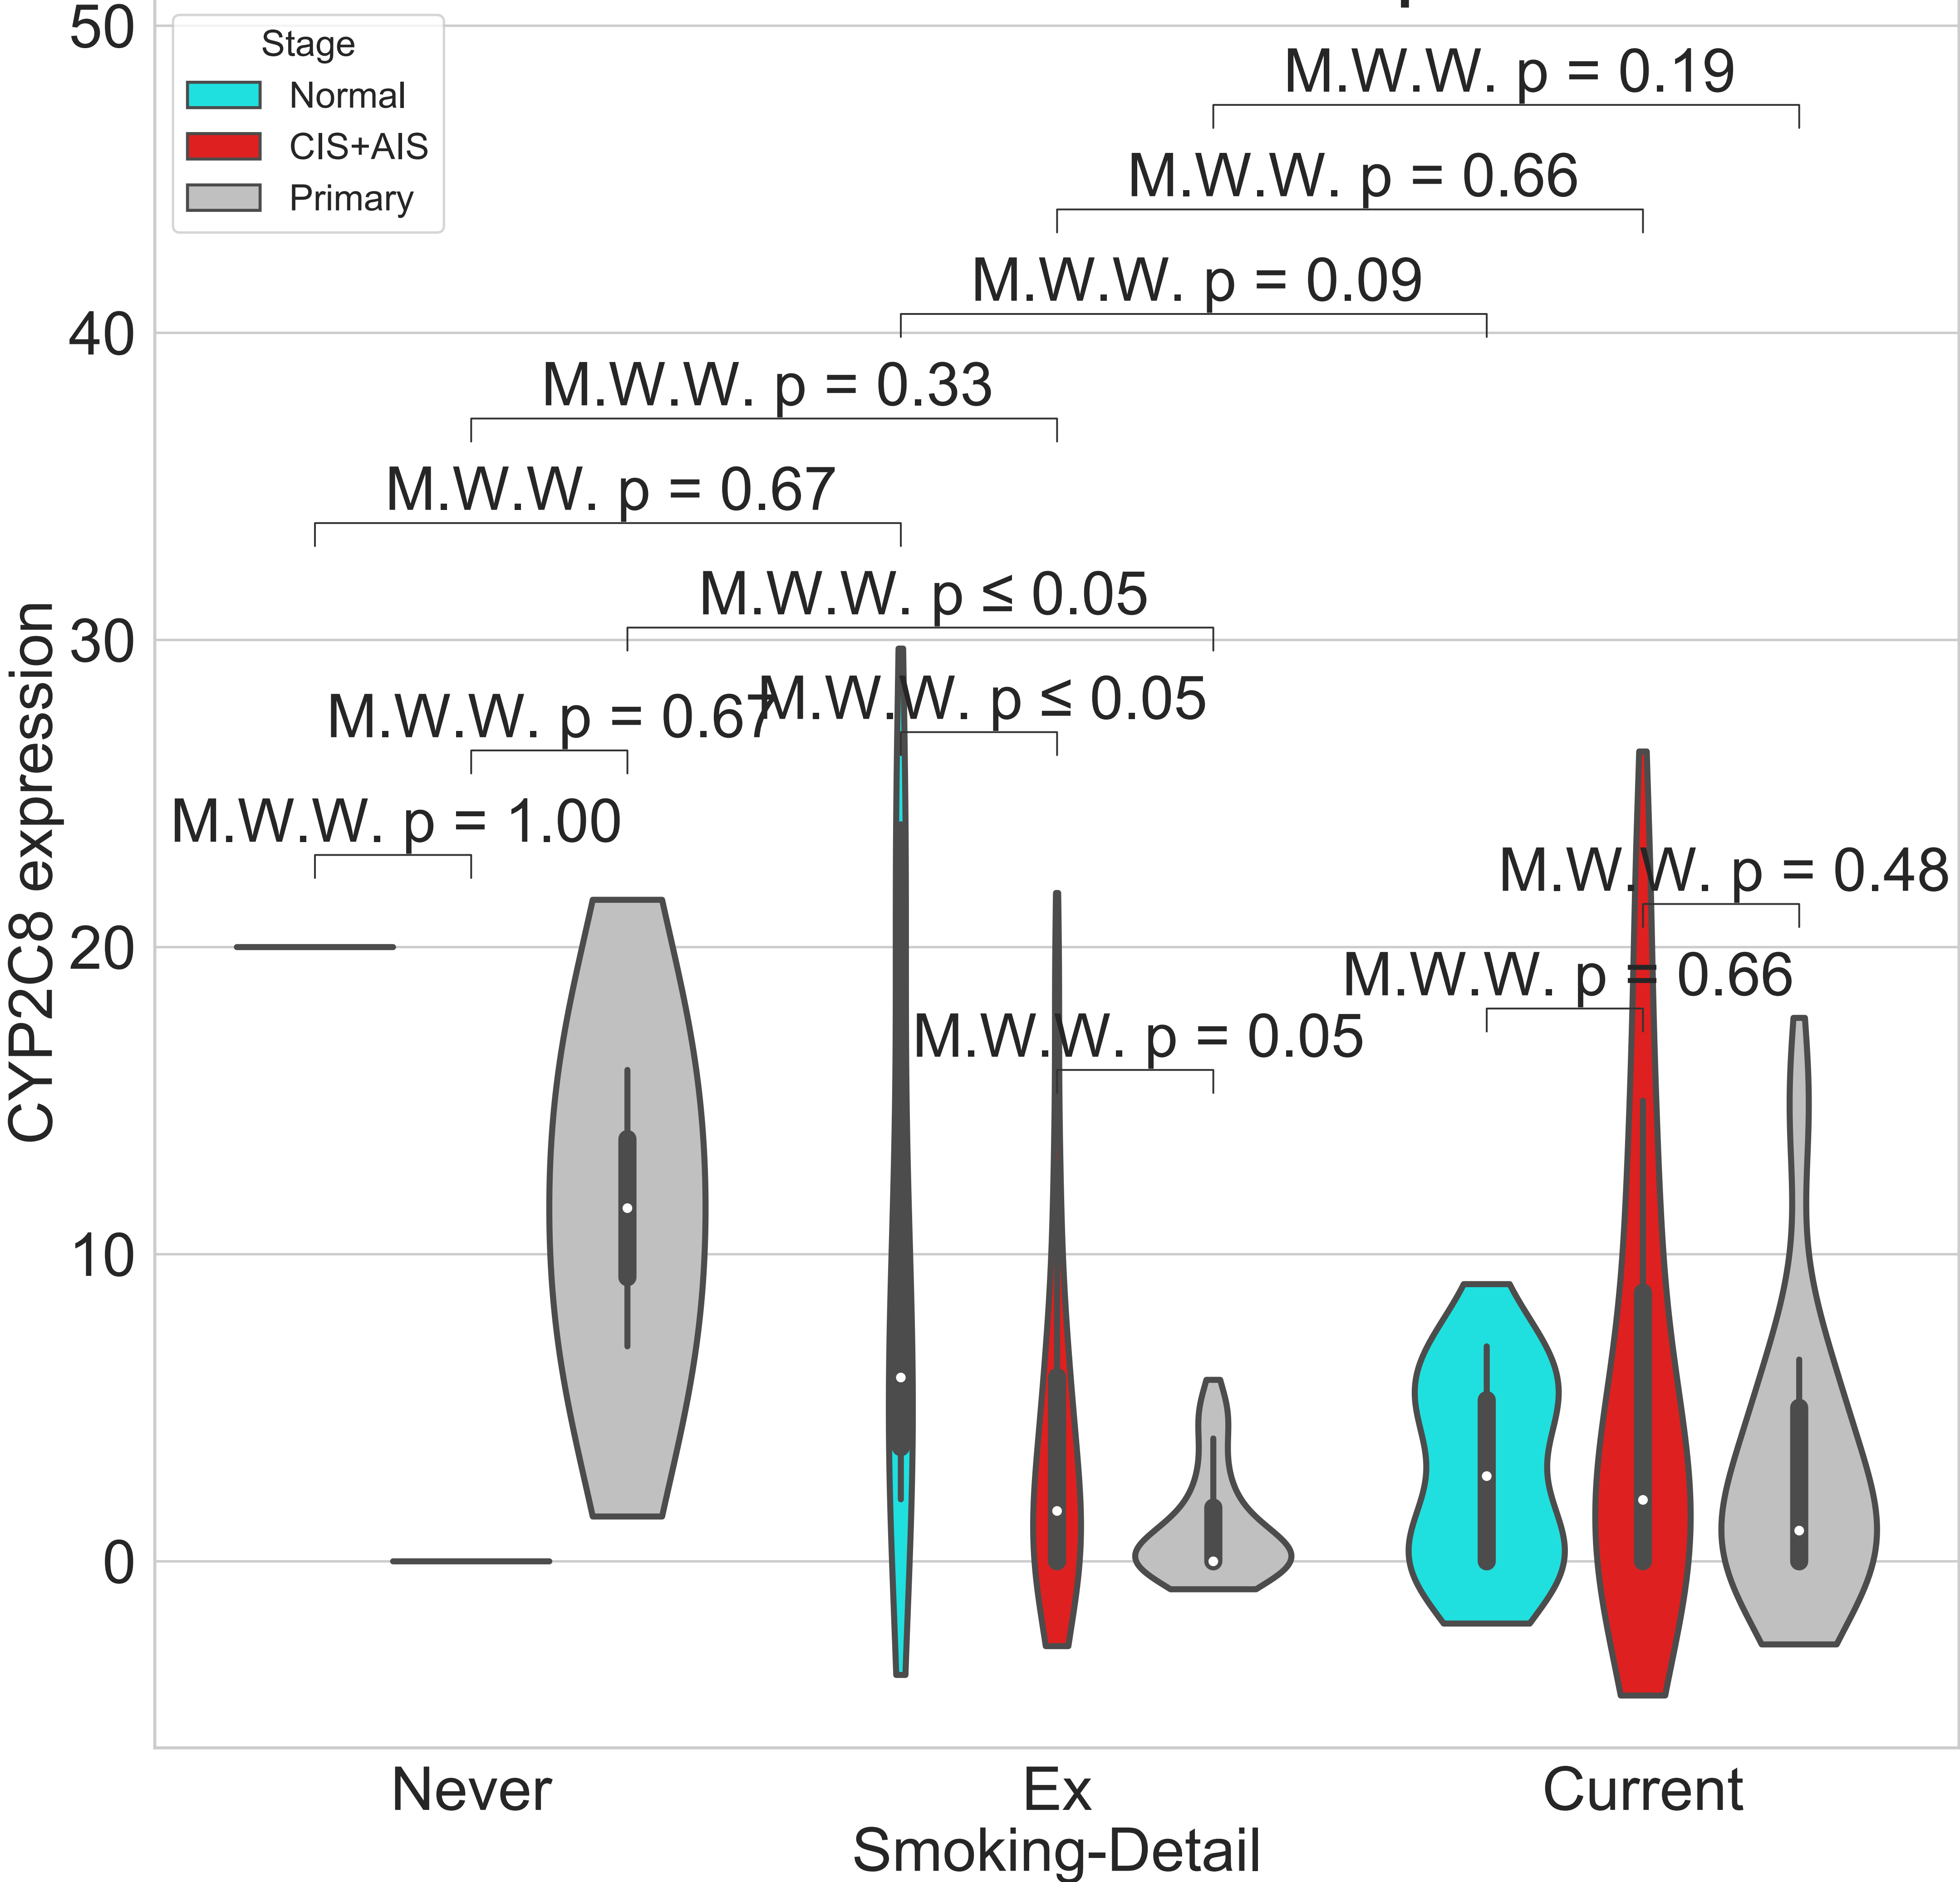 50
Stage
Normal
CIS+AIS
Primary
M.W.W. p = 0.19
M.W.W. p = 0.66
M.W.W. p = 0.09
40
M.W.W. p = 0.33
M.W.W. p = 0.67
M.W.W. p ≤ 0.05
30
M.W.W. p = 0.67
M.W.W. p ≤ 0.05
M.W.W. p = 1.00
M.W.W. p = 0.48
20
M.W.W. p = 0.66
M.W.W. p = 0.05
10
0
CYP2C8 expression
Never
Ex
Current
Smoking-Detail